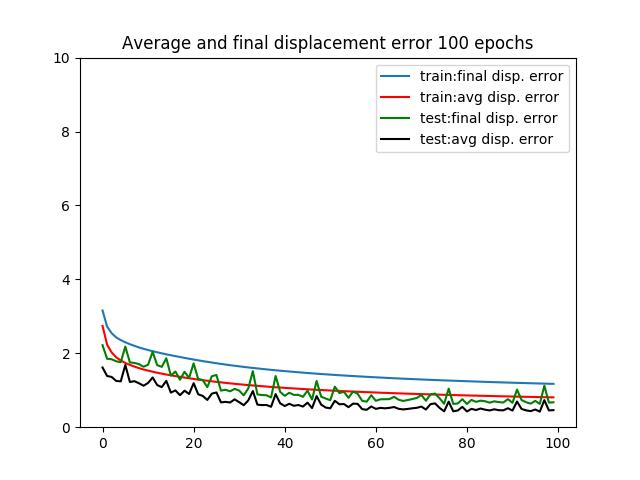 Average and final displacement error 100 epochs
10
8
6
4
2
0
train:final disp. error
train:avg disp. error
test:final disp. error
test:avg disp. error
0 20 40 60 80 100